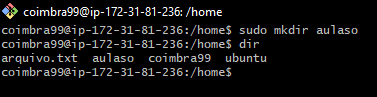 coimbra99@ip-172-31-81-236: /home
coimbra99@ip-172-31-81-236:/home$ sudo mkdir aulaso
coimbra99@ip-172-31-81-236:/home$ dir
arquivo.txt  aulaso  coimbra99  ubuntu
coimbra99@ip-172-31-81-236:/home$